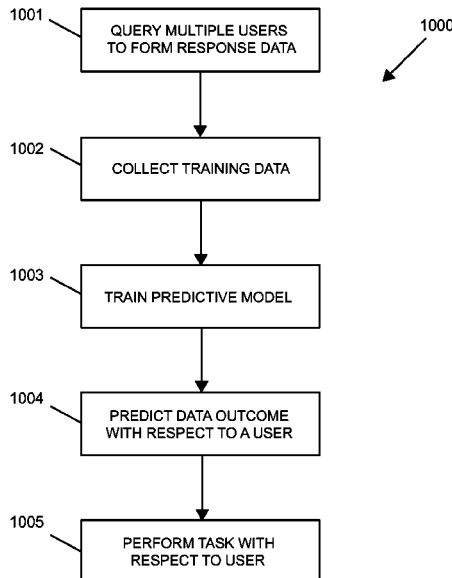 1001
QUERY MULTIPLE USERS
TO FORM RESPONSE DATA
1000
1002
COLLECT TRAINING DATA
1003
TRAIN PREDICTIVE MODEL
1004
PREDICT DATA OUTCOME
WITH RESPECT TO A USER
1005
PERFORM TASK WITH
RESPECT TO USER